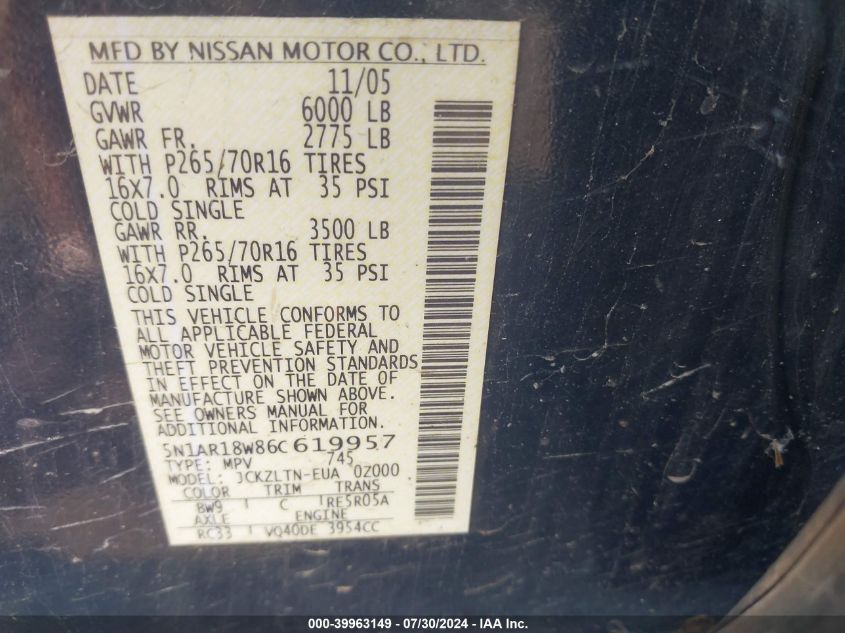 MFD BY NISSAN MOTOR CO., LTD.
DATE 11/05
GVWR 6000 LB
GAWR FR. 2775 LB
WITH P265/70R16 TIRES
16X7.0 RIMS AT 35 PSI
COLD SINGLE
GAWR RR. 3500 LB
WITH P265/70R16 TIRES
16X7.0 RIMS AT 35 PSI
COLD SINGLE
THIS VEHICLE CONFORMS TO
ALL APPLICABLE FEDERAL
MOTOR VEHICLE SAFETY AND
THEFT PREVENTION STANDARDS
IN EFFECT ON THE DATE OF
MANUFACTURE SHOWN ABOVE.
SEE OWNERS MANUAL FOR
ADDITIONAL INFORMATION.
5N1AR18W86C619957
TYPE: MPV 745
MODEL: JCKZLTN-EUA 0Z000
COLOR TRIM TRANS
BW9 C RE5R05A
AXLE ENGINE
RC33 VQ40DE 3954CC
000-39963149 - 07/30/2024 - IAA Inc.